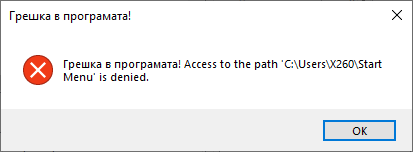 Грешка в програмата!
Грешка в програмата! Access to the path 'C:\Users\X260\Start
Menu' is denied.
OK